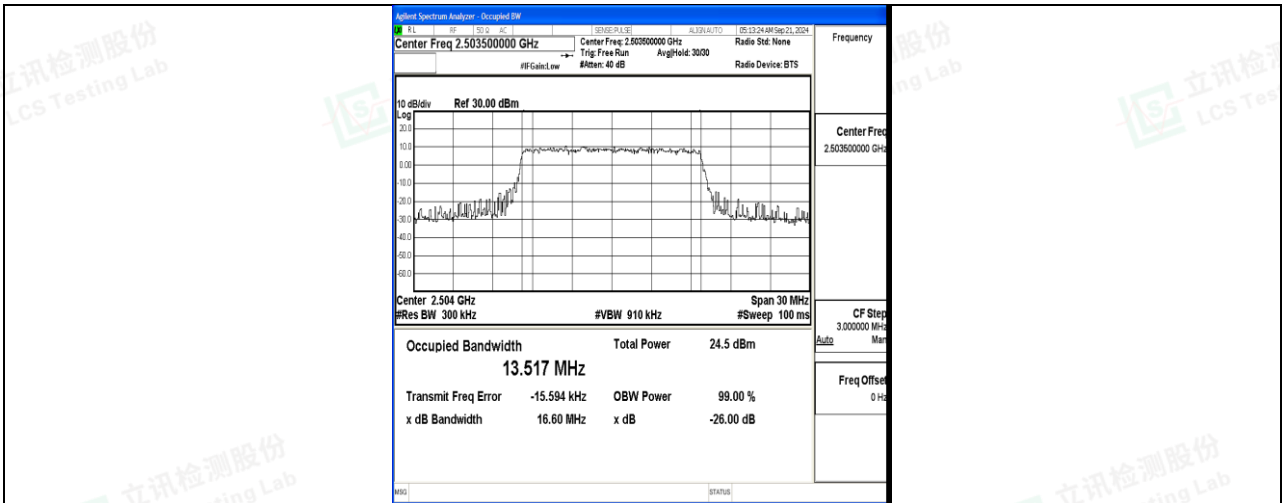 Agilent Spectrum Analyzer - Occupied BW
RL RF 50 Ω AC SENSE:PULSE ALIGN AUTO 05:13:24 AM Sep 21, 2024
Center Freq 2.503500000 GHz
Center Freq: 2.503500000 GHz
Radio Std: None
Trig: Free Run Avg|Hold: 30/30
#IFGain:Low
#Atten: 40 dB
Radio Device: BTS
Frequency
10 dB/div Ref 30.00 dBm
Log
20.0
10.0
0.00
-10.0
-20.0
-30.0
-40.0
-50.0
-60.0
Center Freq
2.503500000 GHz
Center 2.504 GHz
Span 30 MHz
#Res BW 300 kHz
#VBW 910 kHz
#Sweep 100 ms
CF Step
3.000000 MHz
Auto Man
Occupied Bandwidth
Total Power 24.5 dBm
13.517 MHz
Transmit Freq Error -15.594 kHz
OBW Power 99.00 %
x dB Bandwidth 16.60 MHz
x dB -26.00 dB
Freq Offset
0 Hz
MSG
STATUS
立讯检测股份
LCS Testing Lab